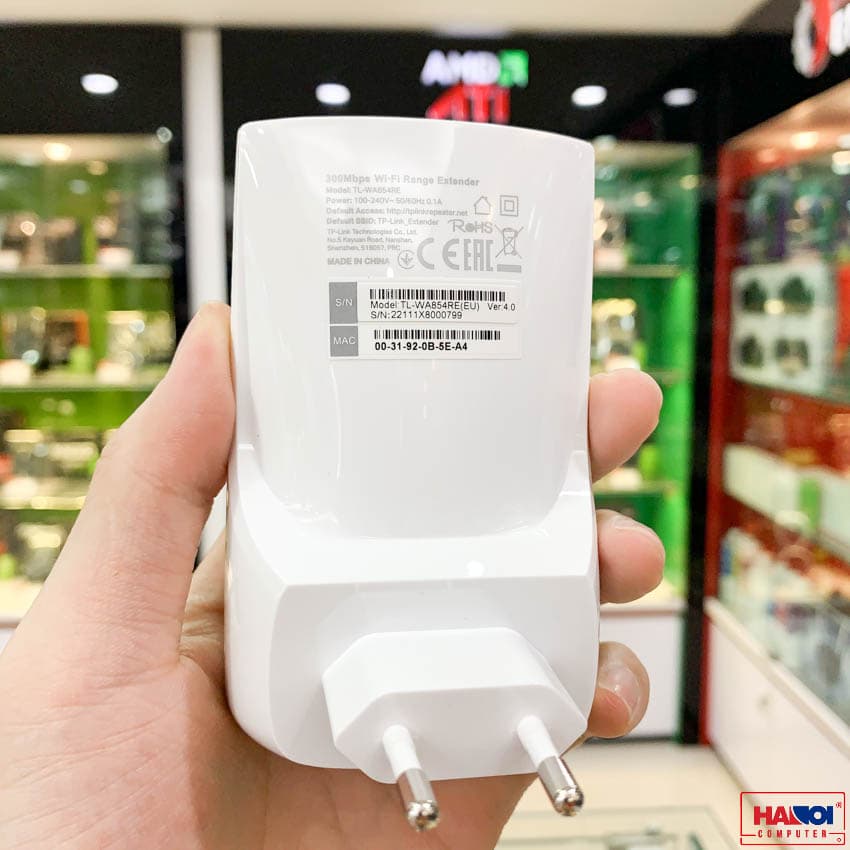 AMD
300Mbps Wi-Fi Range Extender
Model: TL-WA854RE
Power: 100-240V~ 50/60Hz 0.1A
Default Access: http://tplinkrepeater.net
Default SSID: TP-Link_Extender
TP-Link Technologies Co., Ltd.
No.5 Keyuan Road, Nanshan,
Shenzhen, 518057, PRC
MADE IN CHINA
RoHS
CE EAC
S/N
Model:TL-WA854RE(EU) Ver:4.0
S/N:22111X8000799
MAC
00-31-92-0B-5E-A4
HANOI
COMPUTER